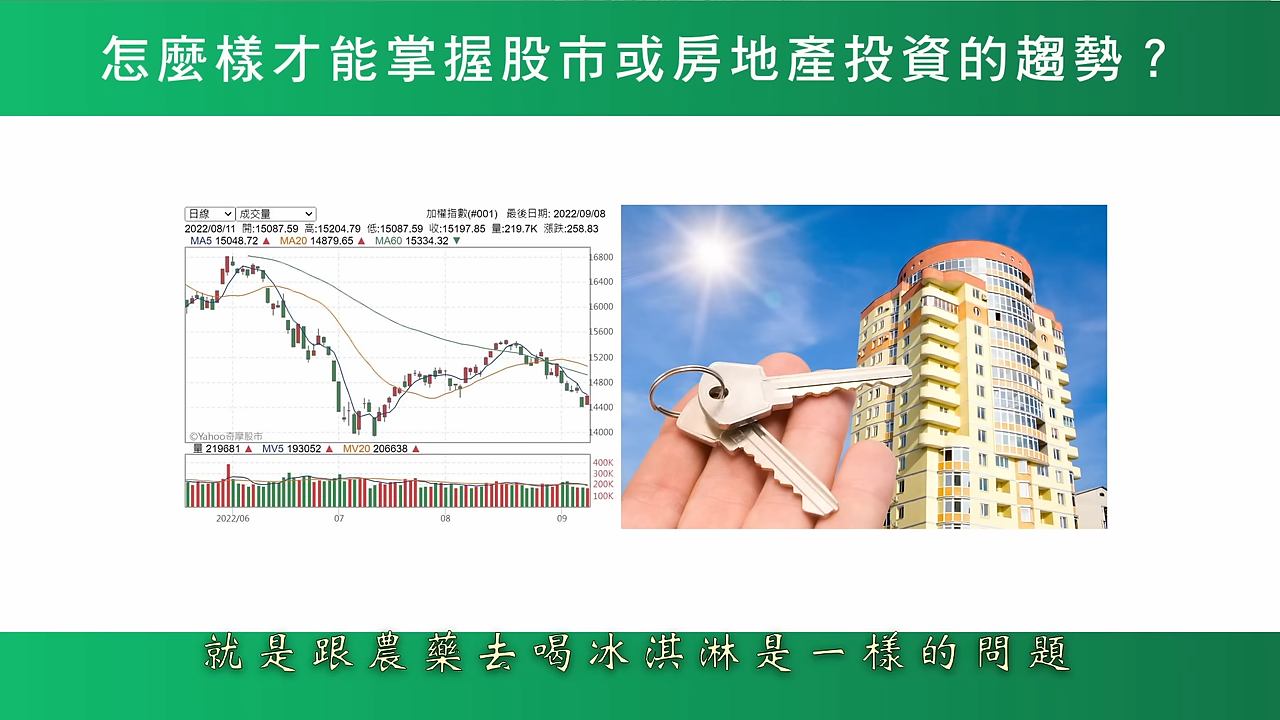 怎麼樣才能掌握股市或房地產投資的趨勢？
日線 成交量 加權指數(#001) 最後日期: 2022/09/08
2022/08/11 開:15087.59 高:15204.79 低:15087.59 收:15197.85 量:219.7K 漲跌:258.83
MA5 15048.72 ▲ MA20 14879.65 ▲ MA60 15334.32 ▼
16800
16400
16000
15600
15200
14800
14400
14000
©Yahoo奇摩股市
量 219681 ▲ MV5 193052 ▲ MV20 206638 ▲
400K
300K
200K
100K
2022/06 07 08 09
就是跟農藥去喝冰淇淋是一樣的問題